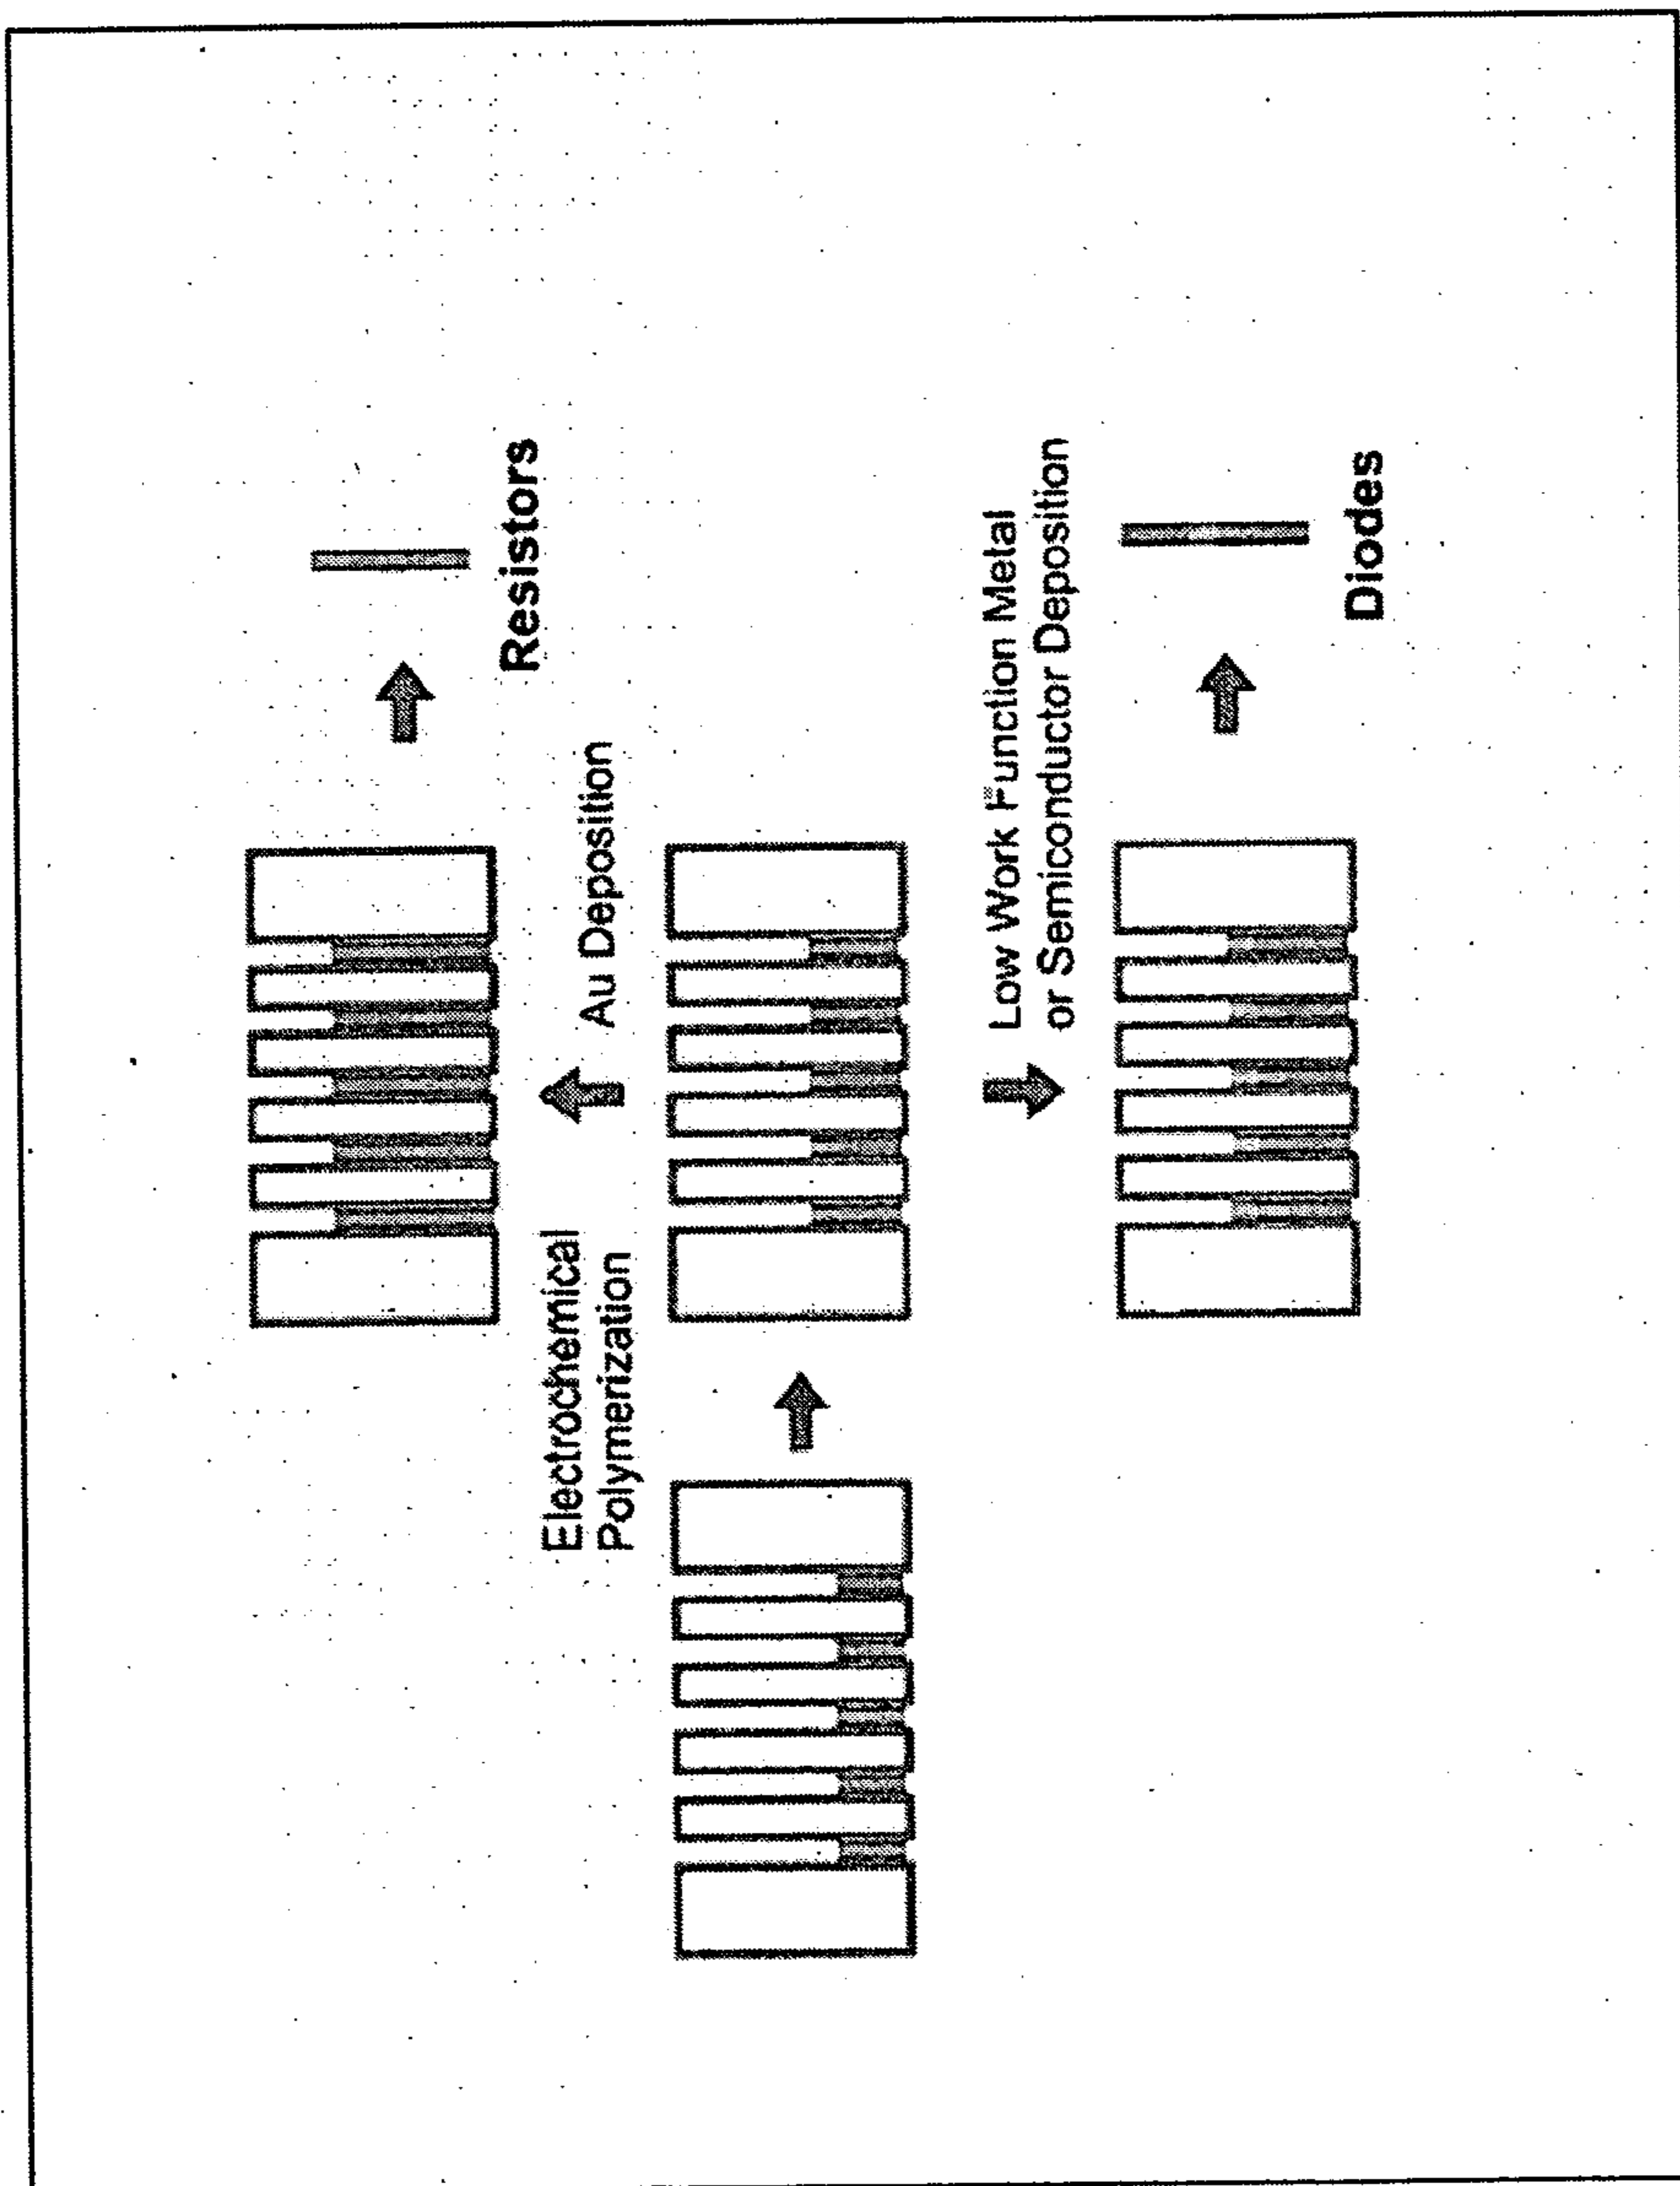 Electrochemical
Polymerization
Au Deposition
Resistors
Low Work Function Metal
or Semiconductor Deposition
Diodes